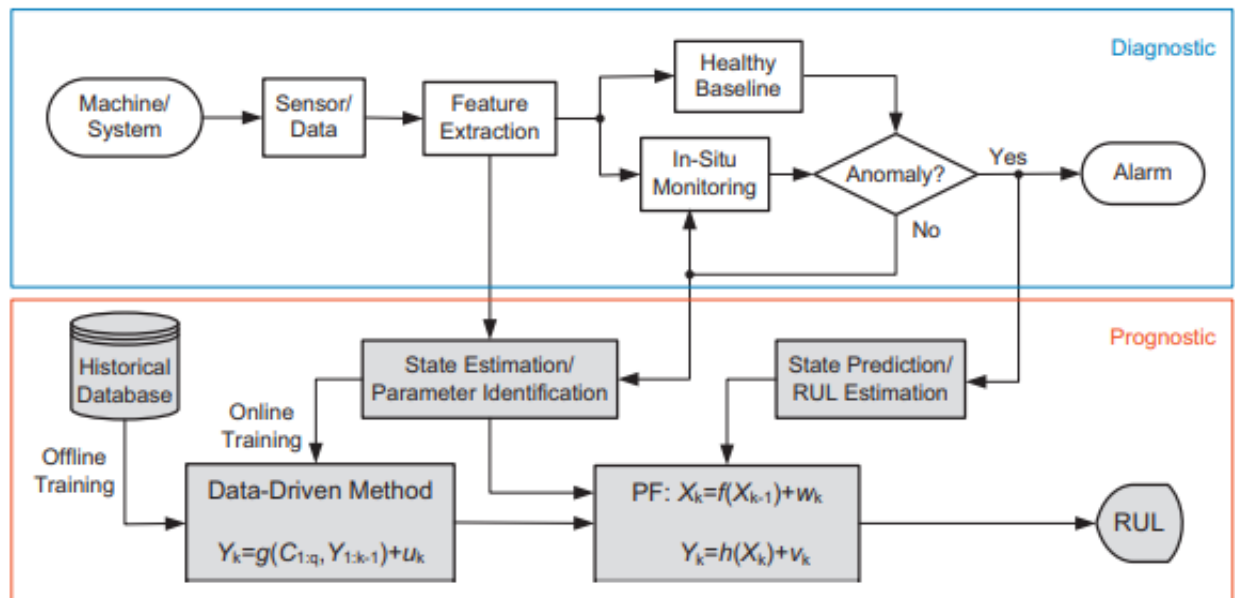 Diagnostic
Machine/
System
Sensor/
Data
Feature
Extraction
Healthy
Baseline
In-Situ
Monitoring
Anomaly?
Yes
No
Alarm
Prognostic
Historical
Database
State Estimation/
Parameter Identification
State Prediction/
RUL Estimation
Online
Training
Offline
Training
Data-Driven Method
Yk=g(C1:q, Y1:k-1)+uk
PF: Xk=f(Xk-1)+wk
Yk=h(Xk)+vk
RUL